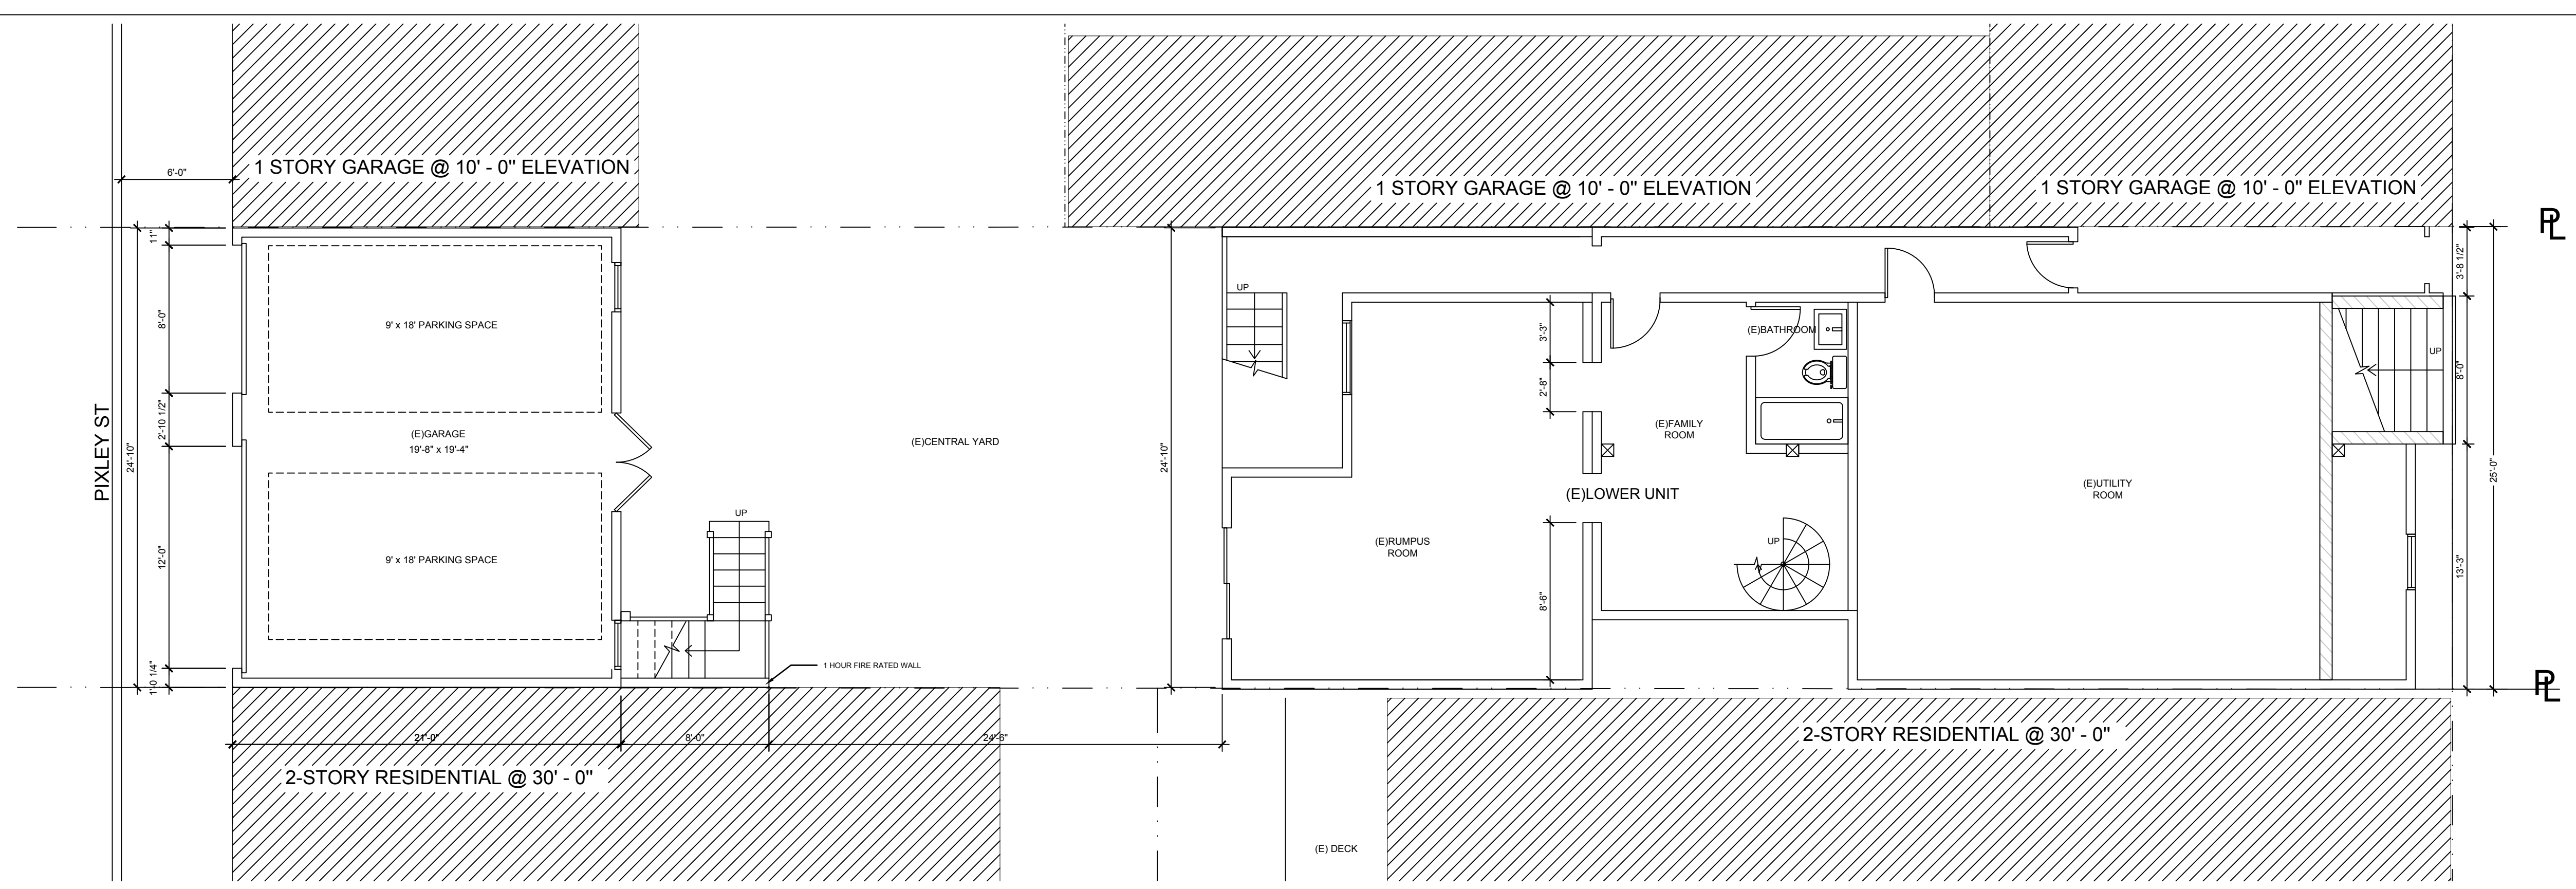 1 STORY GARAGE @ 10' - 0" ELEVATION
1 STORY GARAGE @ 10' - 0" ELEVATION
1 STORY GARAGE @ 10' - 0" ELEVATION
6'-0"
PL
11"
8'-0"
2'-10 1/2"
12'-0"
1'-0 1/4"
24'-10"
PIXLEY ST
9' x 18' PARKING SPACE
(E)GARAGE
19'-8" x 19'-4"
9' x 18' PARKING SPACE
UP
1 HOUR FIRE RATED WALL
(E)CENTRAL YARD
24'-10"
UP
3'-3"
2'-8"
8'-6"
(E)BATHROOM
(E)FAMILY
ROOM
(E)LOWER UNIT
(E)RUMPUS
ROOM
UP
(E)UTILITY
ROOM
UP
3'-8 1/2"
8'-0"
13'-3"
25'-0"
PL
21'-0"
8'-0"
24'-6"
2-STORY RESIDENTIAL @ 30' - 0"
2-STORY RESIDENTIAL @ 30' - 0"
(E) DECK